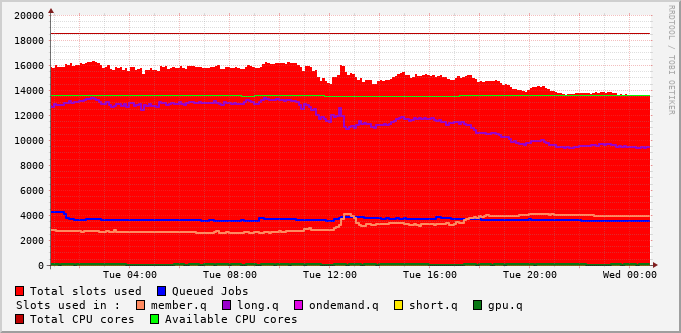 RRDTOOL / TOBI OETIKER
20000
18000
16000
14000
12000
10000
8000
6000
4000
2000
0
Tue 04:00 Tue 08:00 Tue 12:00 Tue 16:00 Tue 20:00 Wed 00:00
Total slots used Queued Jobs
Slots used in : member.q long.q ondemand.q short.q gpu.q
Total CPU cores Available CPU cores